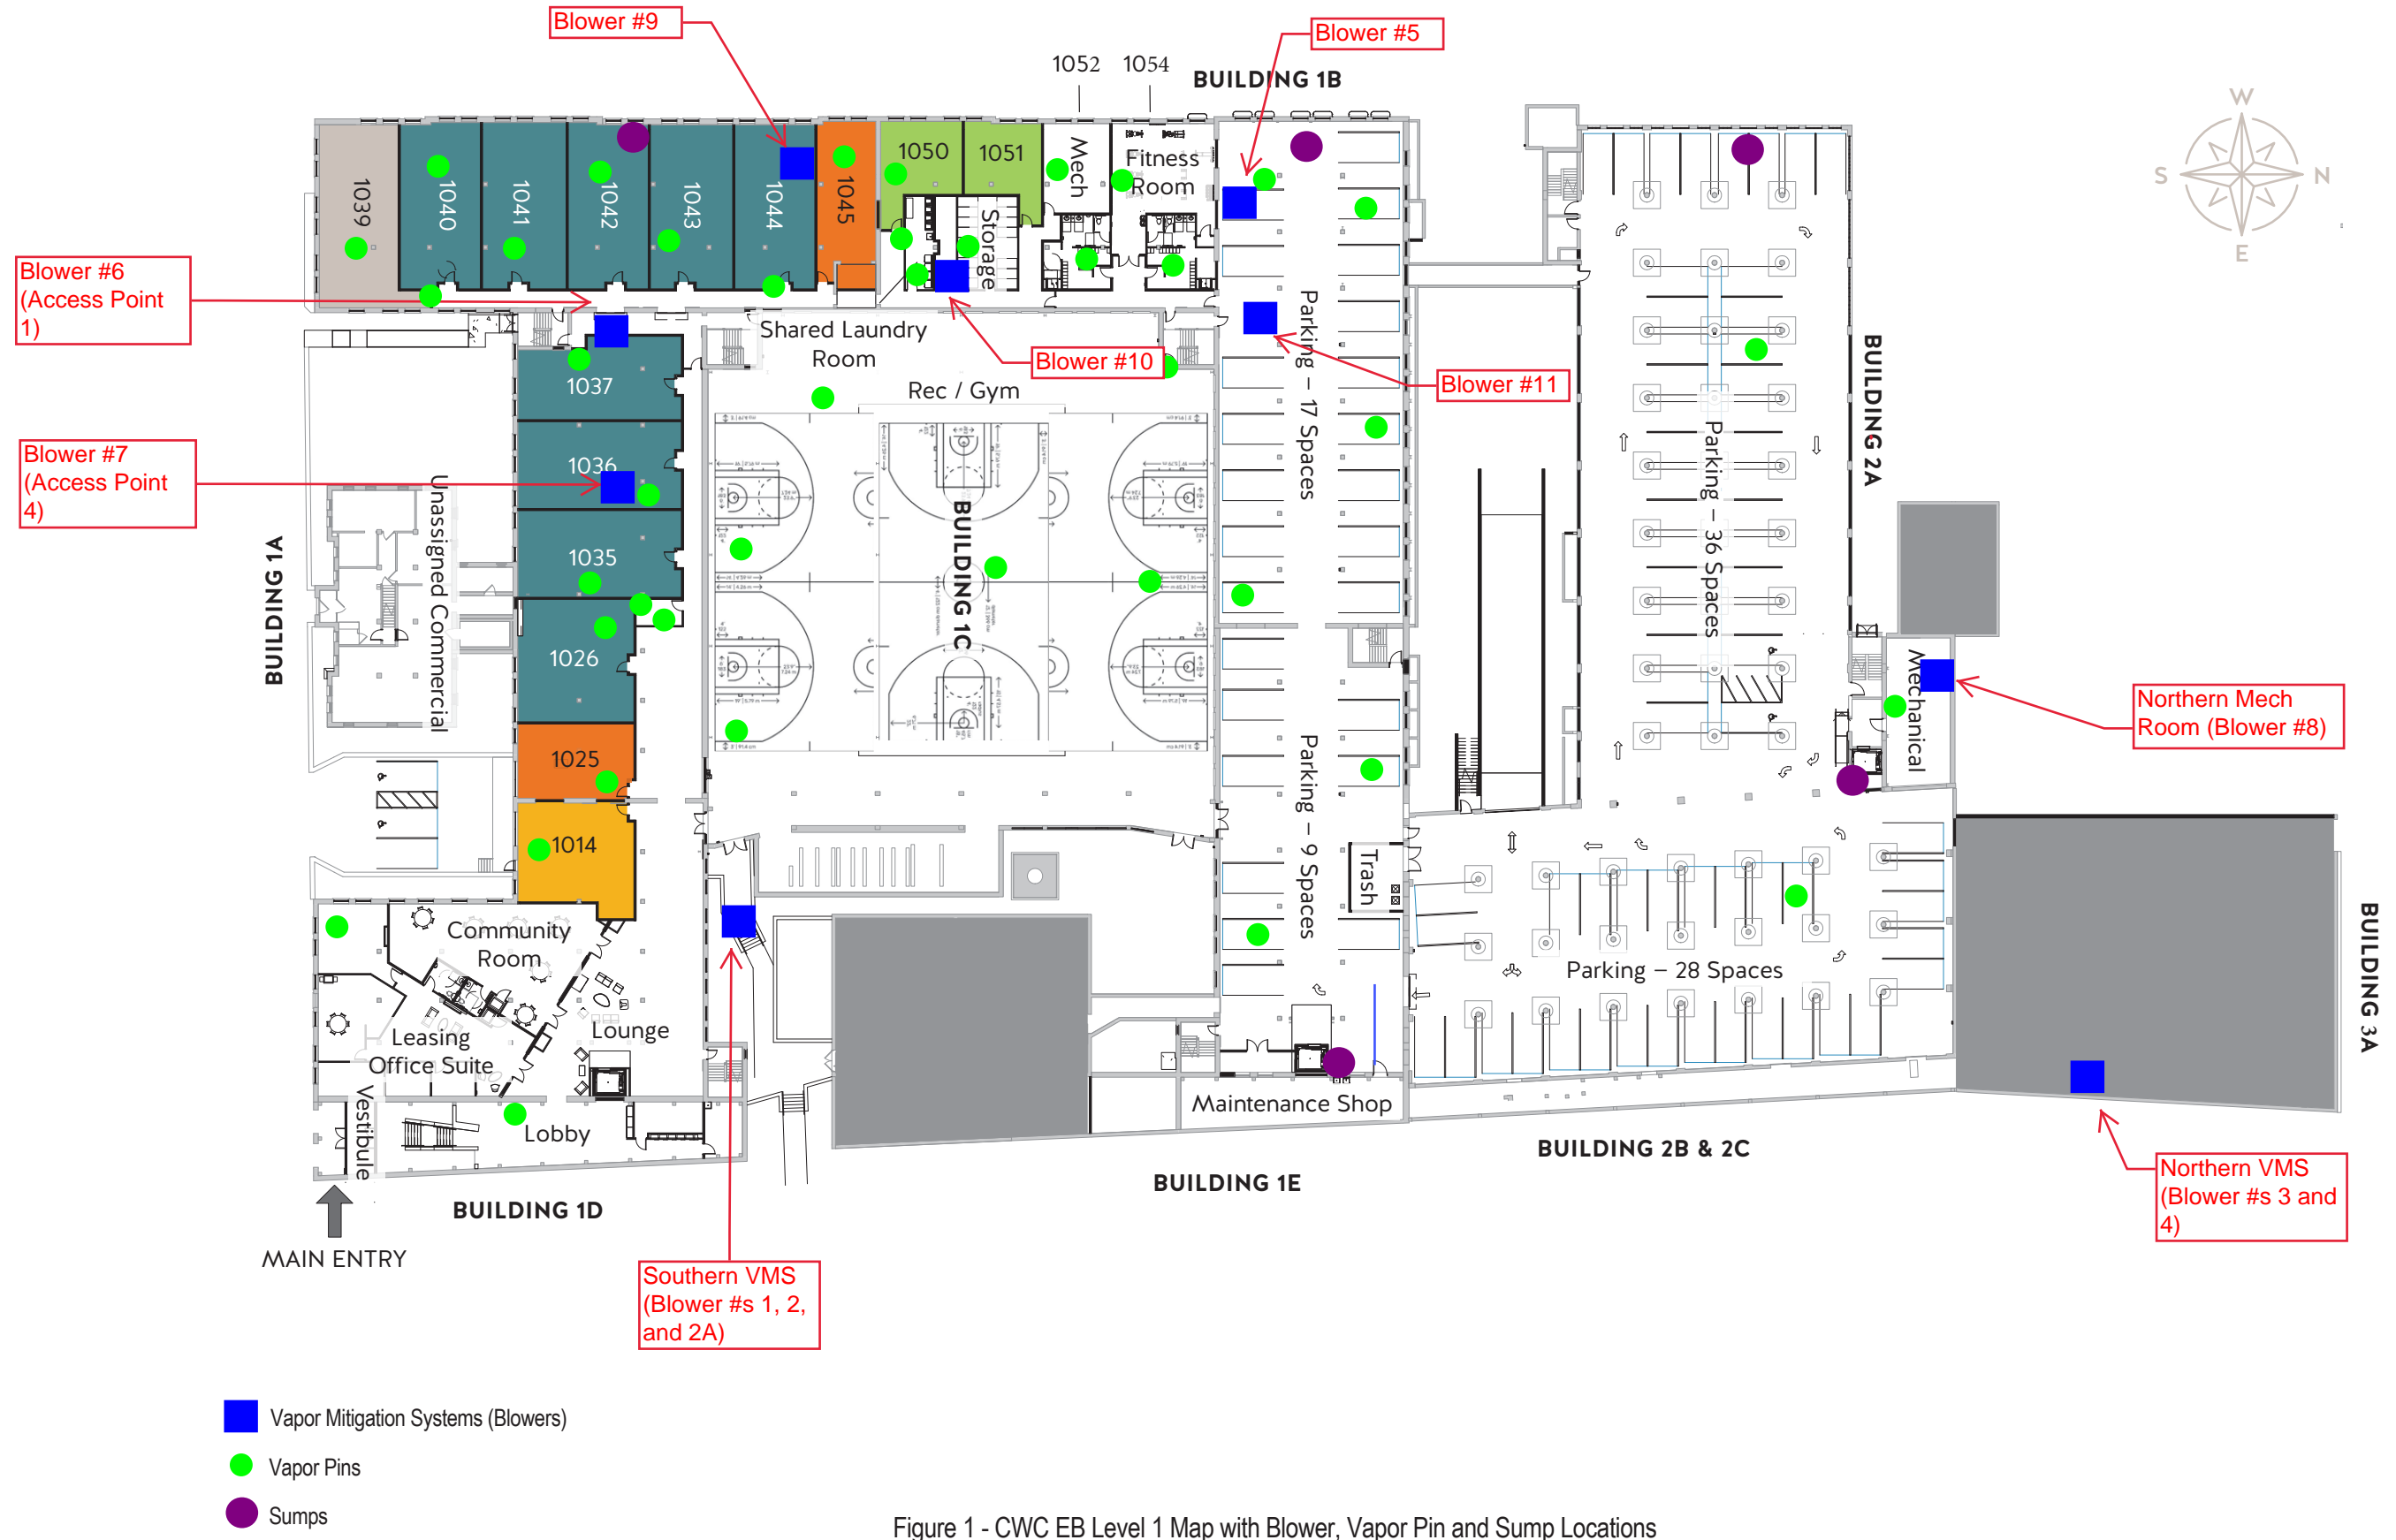 Blower #9
Blower #5
1052
1054
BUILDING 1B
W
S
N
E
1039
1040
1041
1042
1043
1044
1045
1050
1051
Mech
Fitness
Room
Storage
Blower #6
(Access Point
1)
Shared Laundry
Room
Rec / Gym
Blower #10
Blower #11
Parking – 17 Spaces
Parking – 36 Spaces
BUILDING 2A
Blower #7
(Access Point
4)
1037
1036
1035
1026
1025
1014
Unassigned Commercial
BUILDING 1A
BUILDING 1C
Mechanical
Northern Mech
Room (Blower #8)
Parking – 9 Spaces
Trash
Parking – 28 Spaces
BUILDING 3A
Community
Room
Leasing
Office Suite
Lounge
Vestibule
Lobby
Maintenance Shop
BUILDING 2B & 2C
BUILDING 1E
BUILDING 1D
MAIN ENTRY
Northern VMS
(Blower #s 3 and
4)
Southern VMS
(Blower #s 1, 2,
and 2A)
Vapor Mitigation Systems (Blowers)
Vapor Pins
Sumps
Figure 1 - CWC EB Level 1 Map with Blower, Vapor Pin and Sump Locations